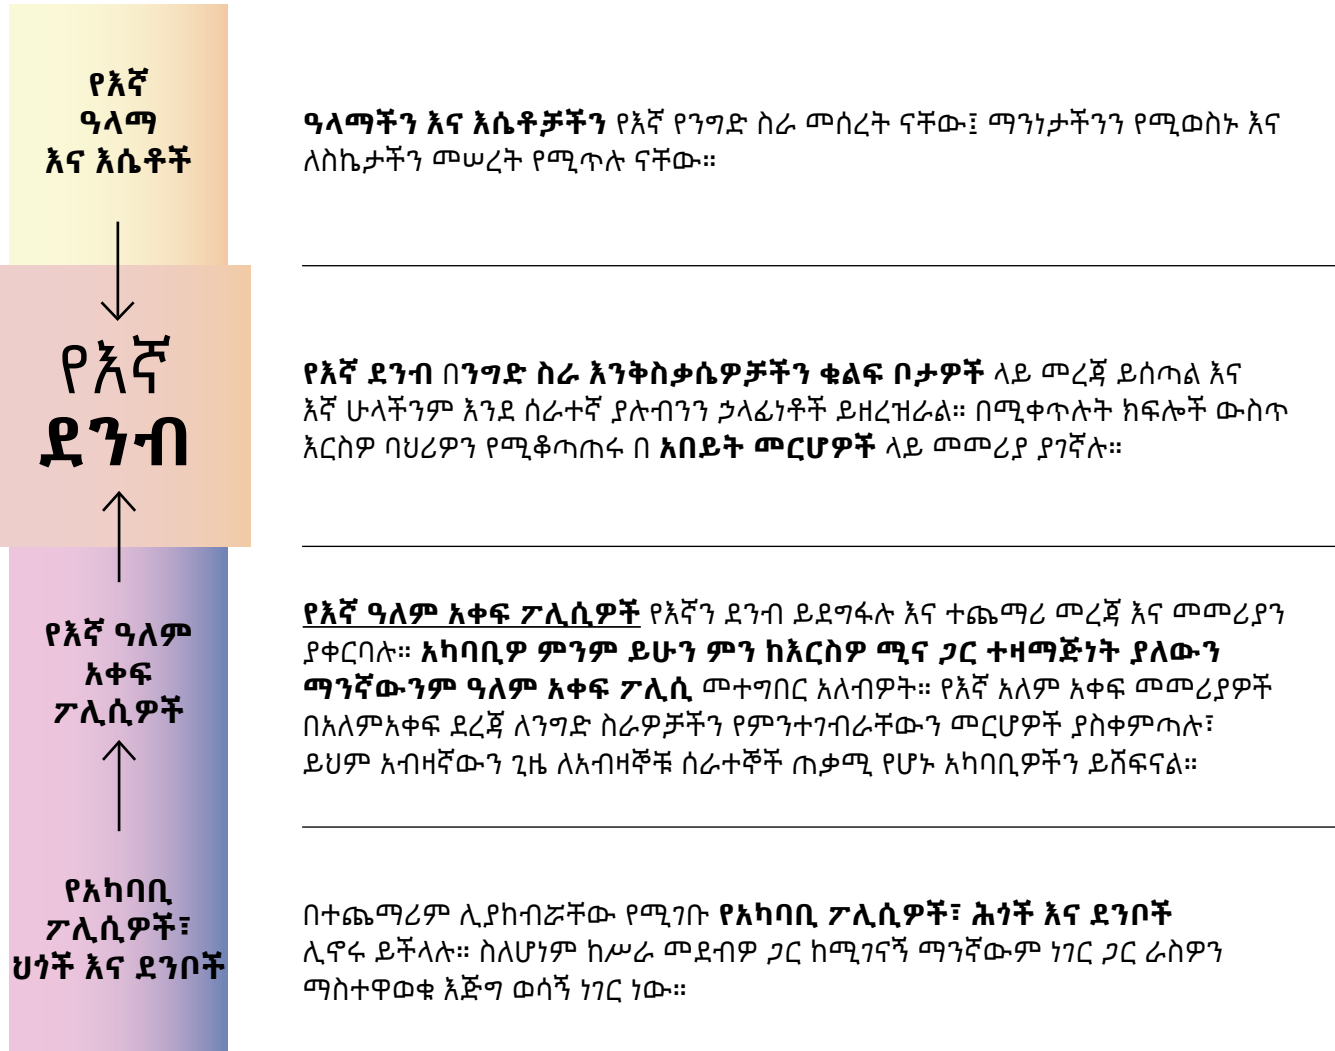 የእኛ
ዓላማ
እና እሴቶች
ዓላማችን እና እሴቶቻችን የእኛ የንግድ ስራ መሰረት ናቸው፤ ማንነታችንን የሚወስኑ እና
ለስኬታችን መሠረት የሚጥሉ ናቸው።
የእኛ
ደንብ
የእኛ ደንብ በንግድ ስራ እንቅስቃሴዎቻችን ቁልፍ ቦታዎች ላይ መረጃ ይሰጣል እና
እኛ ሁላችንም እንደ ሰራተኛ ያሉብንን ኃላፊነቶች ይዘረዝራል። በሚቀጥሉት ክፍሎች ውስጥ
እርስዎ ባህሪዎን የሚቆጣጠሩ በ አበይት መርሆዎች ላይ መመሪያ ያገኛሉ።
የእኛ ዓለም
አቀፍ
ፖሊሲዎች
የእኛ ዓለም አቀፍ ፖሊሲዎች የእኛን ደንብ ይደግፋሉ እና ተጨማሪ መረጃ እና መመሪያን
ያቀርባሉ። አካባቢዎ ምንም ይሁን ምን ከእርስዎ ሚና ጋር ተዛማጅነት ያለውን
ማንኛውንም ዓለም አቀፍ ፖሊሲ መተግበር አለብዎት። የእኛ አለም አቀፍ መመሪያዎች
በአለምአቀፍ ደረጃ ለንግድ ስራዎቻችን የምንተገብራቸውን መርሆዎች ያስቀምጣሉ፣
ይህም አብዛኛውን ጊዜ ለአብዛኞቹ ሰራተኞች ጠቃሚ የሆኑ አካባቢዎችን ይሸፍናል።
የአካባቢ
ፖሊሲዎች፣
ህጎች እና ደንቦች
በተጨማሪም ሊያከብሯቸው የሚገቡ የአካባቢ ፖሊሲዎች፣ ሕጎች እና ደንቦች
ሊኖሩ ይችላሉ። ስለሆነም ከሥራ መደብዎ ጋር ከሚገናኝ ማንኛውም ነገር ጋር ራስዎን
ማስተዋወቁ እጅግ ወሳኝ ነገር ነው።